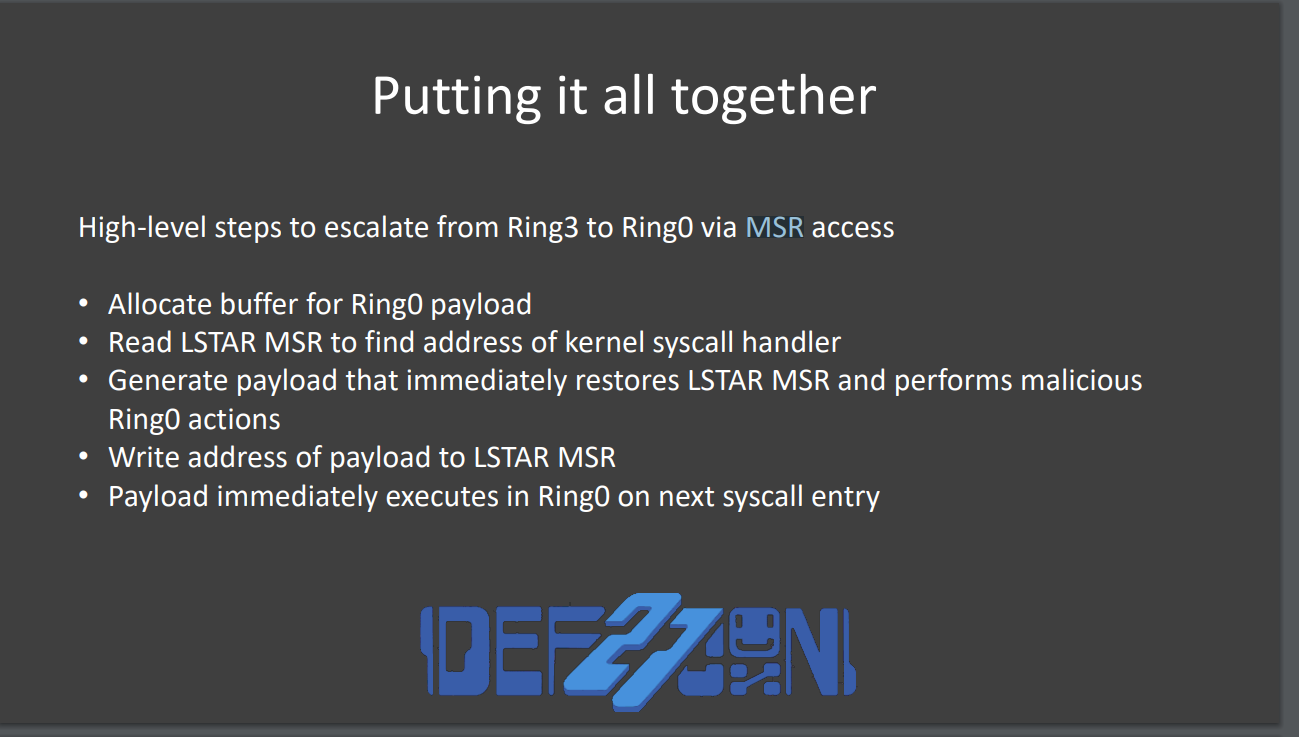 Putting it all together
High-level steps to escalate from Ring3 to Ring0 via MSR access
• Allocate buffer for Ring0 payload
• Read LSTAR MSR to find address of kernel syscall handler
• Generate payload that immediately restores LSTAR MSR and performs malicious
Ring0 actions
• Write address of payload to LSTAR MSR
• Payload immediately executes in Ring0 on next syscall entry
DEF 27 CON